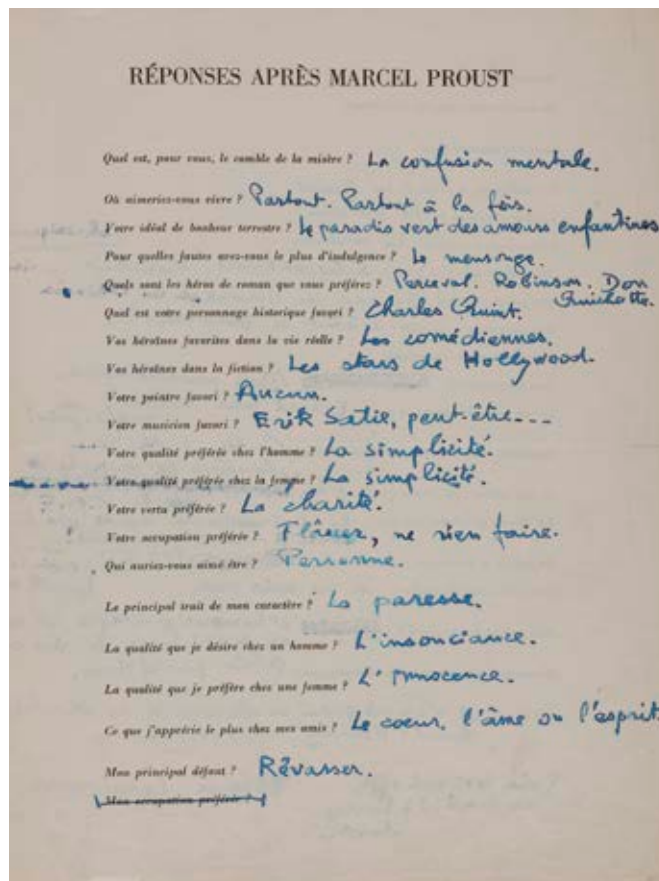 RÉPONSES APRÈS MARCEL PROUST
Quel est, pour vous, le comble de la misère ? La confusion mentale.
Où aimeriez-vous vivre ? Partout. Partout à la fois.
Votre idéal de bonheur terrestre ? Le paradis vert des amours enfantines
Pour quelles fautes avez-vous le plus d'indulgence ? Le mensonge.
Quels sont les héros de roman que vous préférez ? Perceval. Robinson. Don
Quichotte.
Quel est votre personnage historique favori ? Charles Quint.
Vos héroïnes favorites dans la vie réelle ? Les comédiennes.
Vos héroïnes dans la fiction ? Les stars de Hollywood.
Votre peintre favori ? Aucun.
Votre musicien favori ? Erik Satie, peut-être...
Votre qualité préférée chez l'homme ? La simplicité.
Votre qualité préférée chez la femme ? La simplicité.
Votre vertu préférée ? La charité.
Votre occupation préférée ? Flâner, ne rien faire.
Qui auriez-vous aimé être ? Personne.
Le principal trait de mon caractère ? La paresse.
La qualité que je désire chez un homme ? L'insouciance.
La qualité que je préfère chez une femme ? L'innocence.
Ce que j'apprécie le plus chez mes amis ? Le coeur, l'âme ou l'esprit
Mon principal défaut ? Rêvasser.
Mon occupation préférée ?